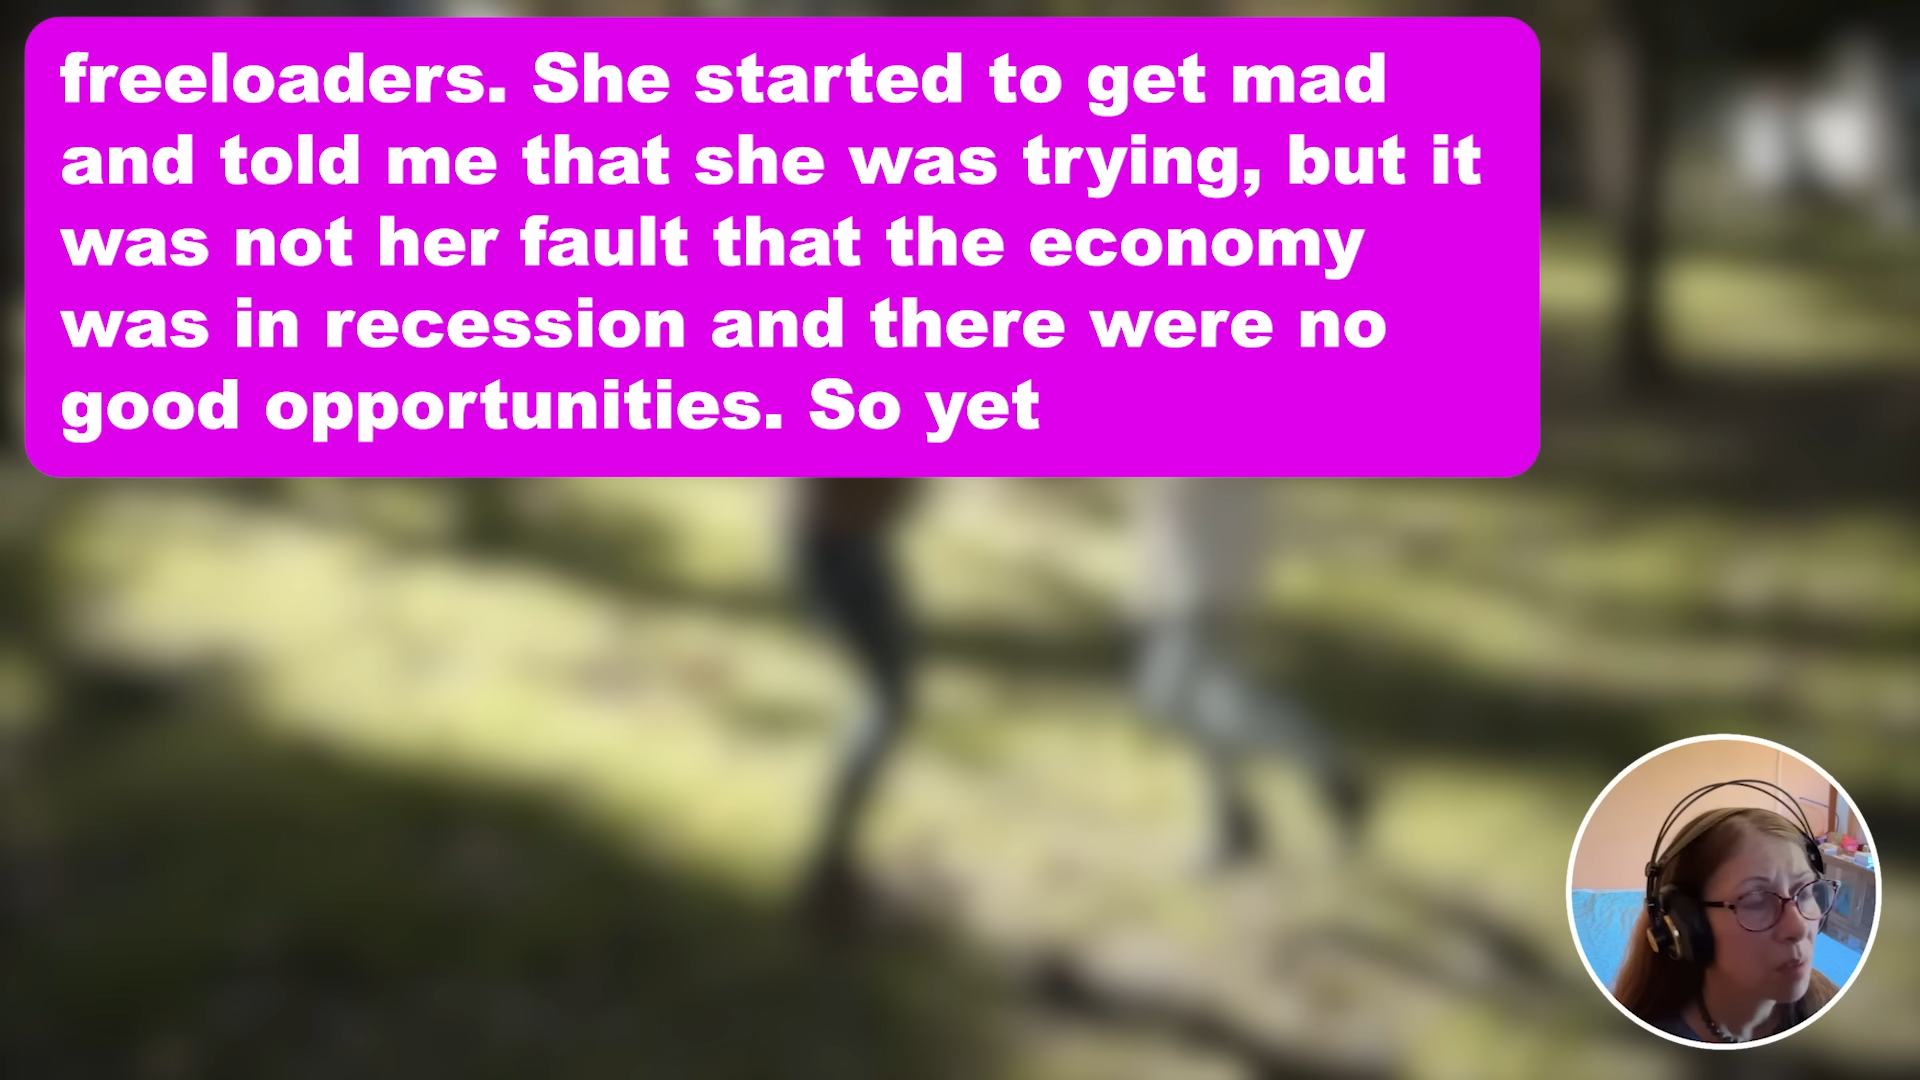 freeloaders. She started to get mad
and told me that she was trying, but it
was not her fault that the economy
was in recession and there were no
good opportunities. So yet